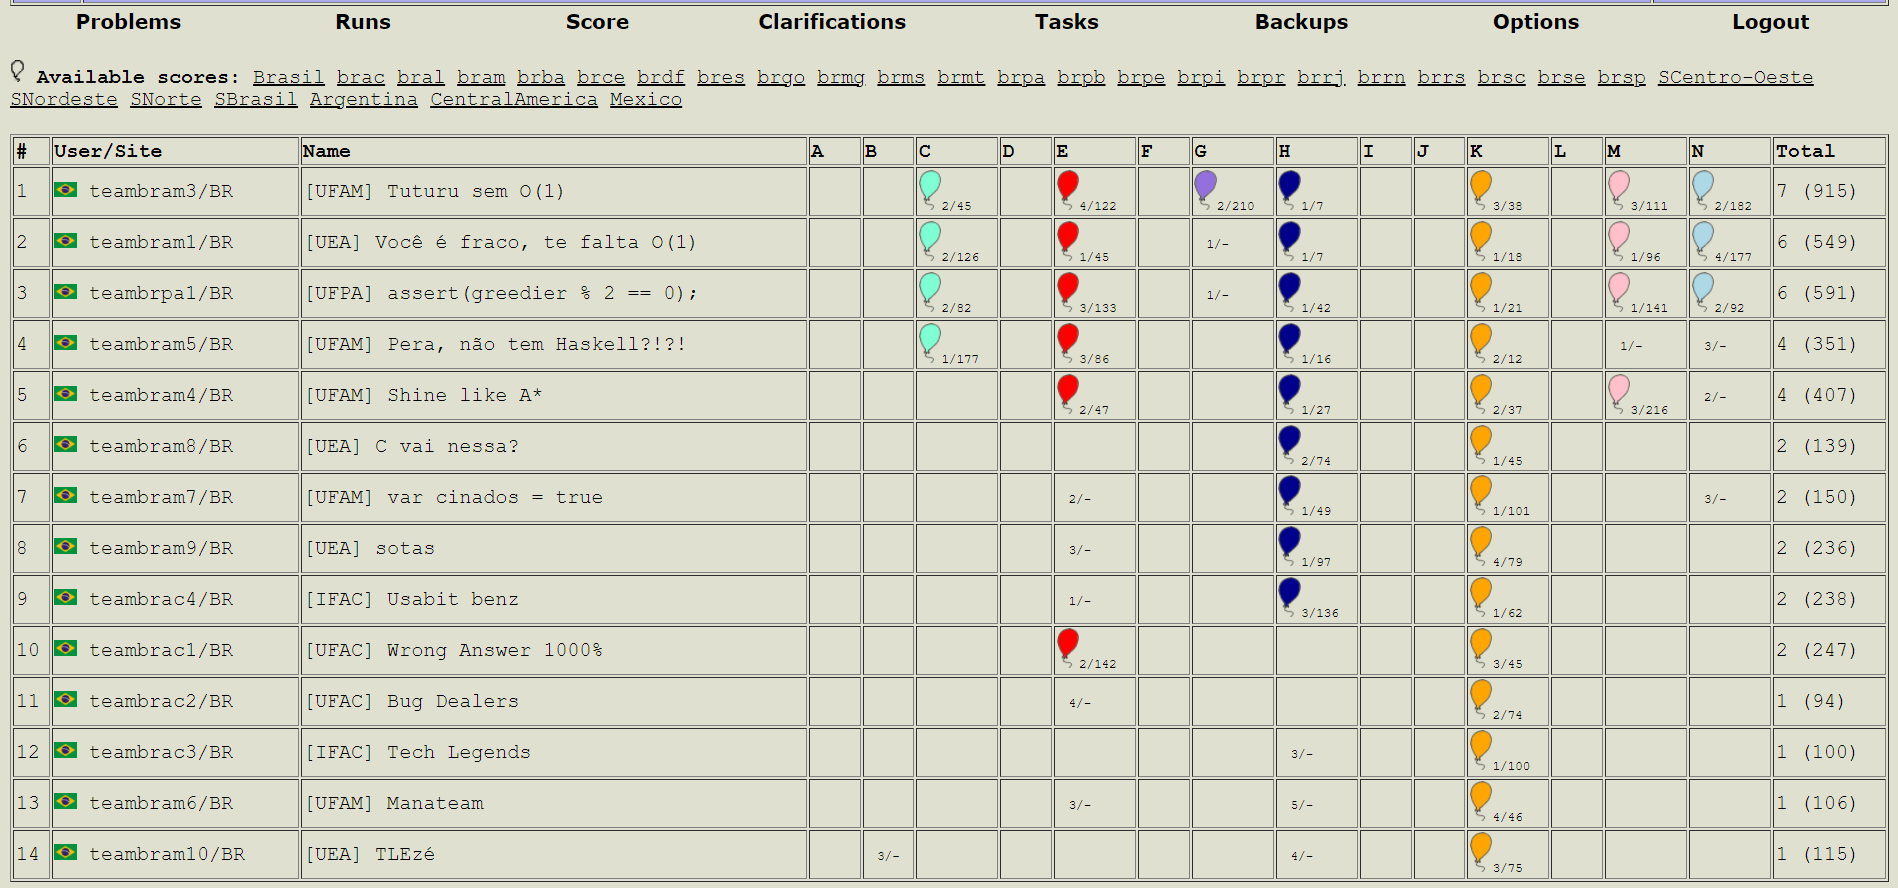 Problems Runs Score Clarifications Tasks Backups Options Logout
Available scores: Brasil brac bral bram brba brce brdf bres brgo brmg brms brmt brpa brpb brpe brpi brpr brrj brrn brrs brsc brse brsp SCentro-Oeste
SNordeste SNorte SBrasil Argentina CentralAmerica Mexico
# User/Site Name A B C D E F G H I J K L M N Total
1 teambram3/BR [UFAM] Tuturu sem O(1) 2/45 4/122 2/210 1/7 3/38 3/111 2/182 7 (915)
2 teambram1/BR [UEA] Você é fraco, te falta O(1) 2/126 1/45 1/- 1/7 1/18 1/96 4/177 6 (549)
3 teambrpa1/BR [UFPA] assert(greedier % 2 == 0); 2/82 3/133 1/- 1/42 1/21 1/141 2/92 6 (591)
4 teambram5/BR [UFAM] Pera, não tem Haskell?!?! 1/177 3/86 1/16 2/12 1/- 3/- 4 (351)
5 teambram4/BR [UFAM] Shine like A* 2/47 1/27 2/37 3/216 2/- 4 (407)
6 teambram8/BR [UEA] C vai nessa? 2/74 1/45 2 (139)
7 teambram7/BR [UFAM] var cinados = true 2/- 1/49 1/101 3/- 2 (150)
8 teambram9/BR [UEA] sotas 3/- 1/97 4/79 2 (236)
9 teambrac4/BR [IFAC] Usabit benz 1/- 3/136 1/62 2 (238)
10 teambrac1/BR [UFAC] Wrong Answer 1000% 2/142 3/45 2 (247)
11 teambrac2/BR [UFAC] Bug Dealers 4/- 2/74 1 (94)
12 teambrac3/BR [IFAC] Tech Legends 3/- 1/100 1 (100)
13 teambram6/BR [UFAM] Manateam 3/- 5/- 4/46 1 (106)
14 teambram10/BR [UEA] TLEzé 3/- 4/- 3/75 1 (115)